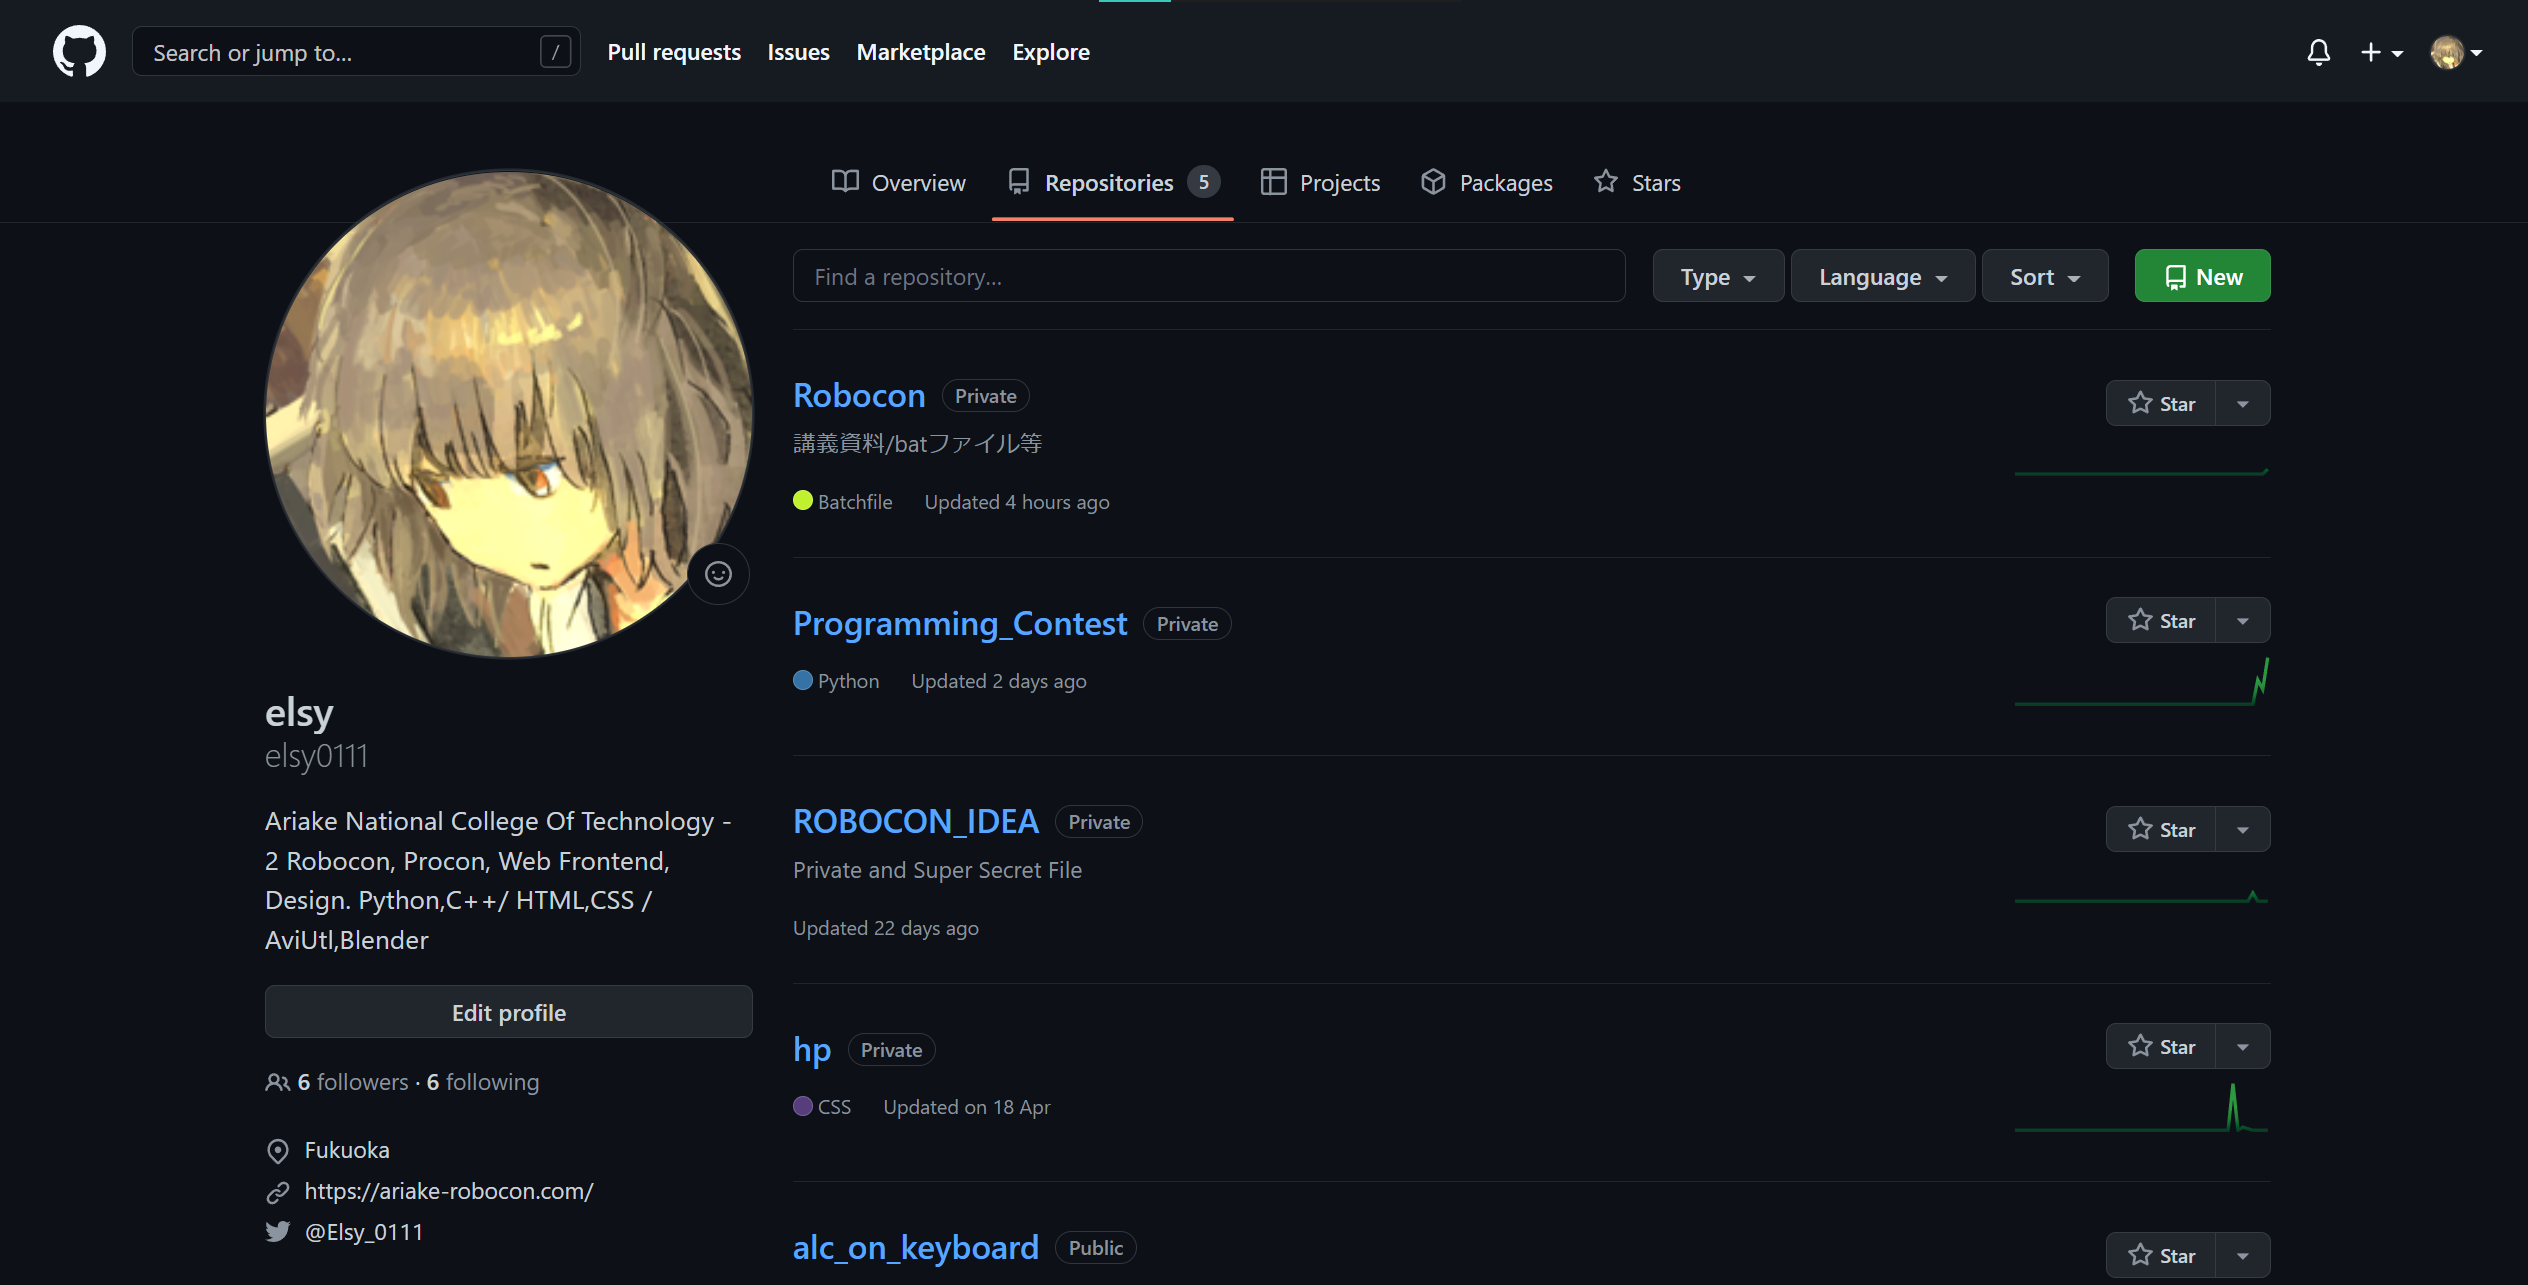 Search or jump to...
/
Pull requests
Issues
Marketplace
Explore
Overview
Repositories 5
Projects
Packages
Stars
elsy
elsy0111
Ariake National College Of Technology -
2 Robocon, Procon, Web Frontend,
Design. Python,C++/ HTML,CSS /
AviUtl,Blender
Edit profile
6 followers · 6 following
Fukuoka
https://ariake-robocon.com/
@Elsy_0111
Find a repository...
Type
Language
Sort
New
Robocon Private
Star
講義資料/batファイル等
Batchfile Updated 4 hours ago
Programming_Contest Private
Star
Python Updated 2 days ago
ROBOCON_IDEA Private
Star
Private and Super Secret File
Updated 22 days ago
hp Private
Star
CSS Updated on 18 Apr
alc_on_keyboard Public
Star